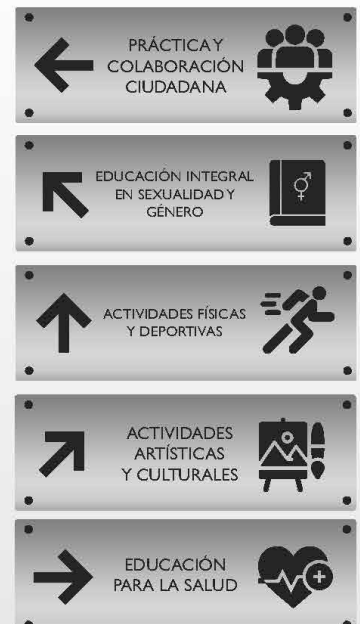 PRÁCTICA Y
COLABORACIÓN
CIUDADANA
EDUCACIÓN INTEGRAL
EN SEXUALIDAD Y
GÉNERO
ACTIVIDADES FÍSICAS
Y DEPORTIVAS
ACTIVIDADES
ARTÍSTICAS
Y CULTURALES
EDUCACIÓN
PARA LA SALUD